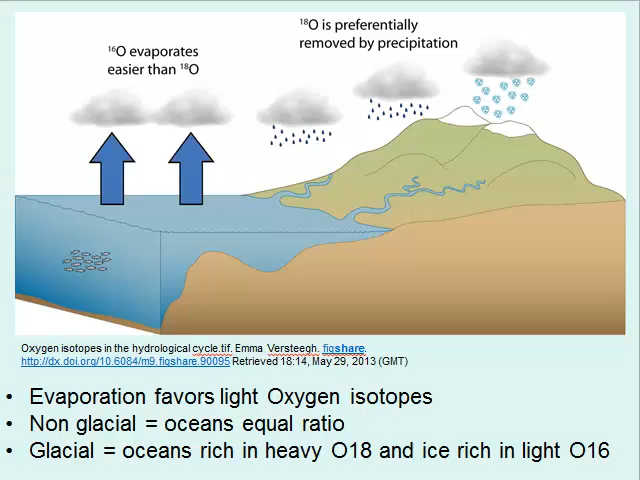 ¹⁶O evaporates
easier than ¹⁸O
¹⁸O is preferentially
removed by precipitation
Oxygen isotopes in the hydrological cycle.tif. Emma Versteegh. figshare.
http://dx.doi.org/10.6084/m9.figshare.90095 Retrieved 18:14, May 29, 2013 (GMT)
• Evaporation favors light Oxygen isotopes
• Non glacial = oceans equal ratio
• Glacial = oceans rich in heavy O18 and ice rich in light O16